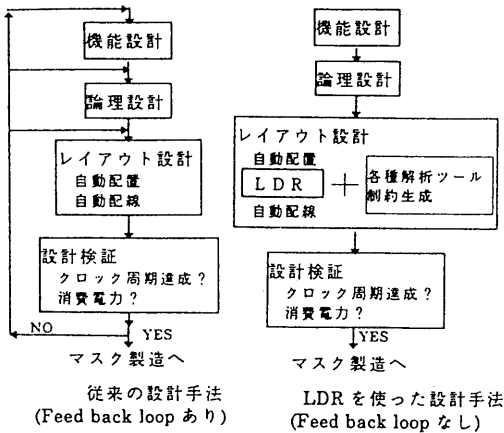 機能設計
論理設計
レイアウト設計
自動配置
自動配線
設計検証
クロック周期達成？
消費電力？
NO
YES
マスク製造へ
従来の設計手法
(Feed back loop あり)
機能設計
論理設計
レイアウト設計
自動配置
LDR
自動配線
各種解析ツール
制約生成
設計検証
クロック周期達成？
消費電力？
YES
マスク製造へ
LDRを使った設計手法
(Feed back loop なし)